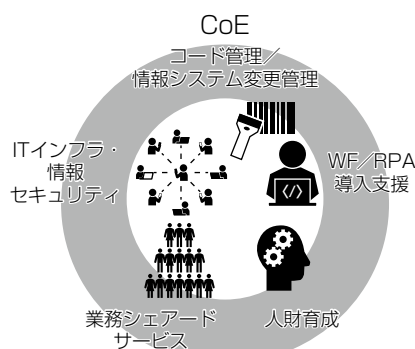 CoE
コード管理／
情報システム変更管理
ITインフラ・
情報
セキュリティ
WF／RPA
導入支援
業務シェアード
サービス
人財育成